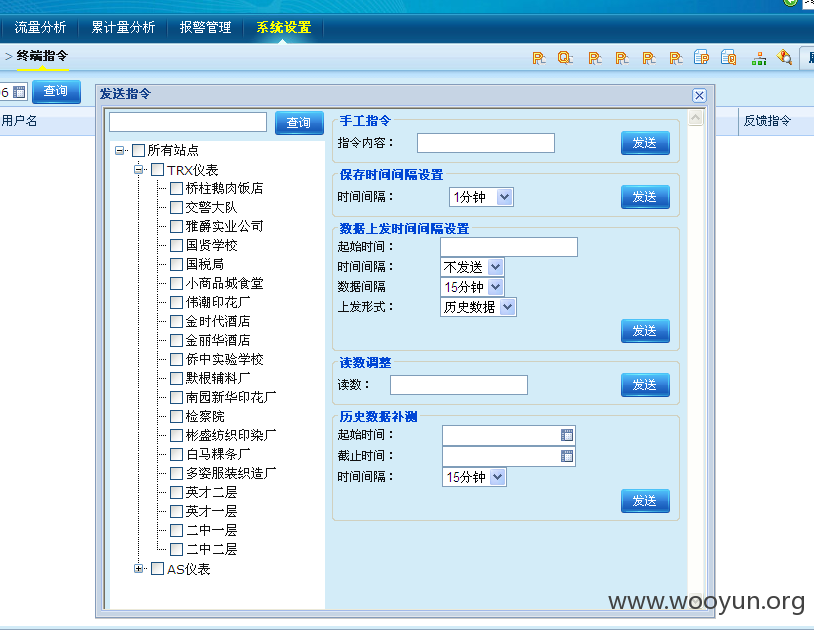 流量分析 累计量分析 报警管理 系统设置
> 终端指令
6 查询
用户名
反馈指令
发送指令
查询
所有站点
TRX仪表
桥柱鹅肉饭店
交警大队
雅爵实业公司
国贤学校
国税局
小商品城食堂
伟潮印花厂
金时代酒店
金丽华酒店
侨中实验学校
默根辅料厂
南园新华印花厂
检察院
彬盛纺织印染厂
白马粿条厂
多姿服装织造厂
英才二层
英才一层
二中一层
二中二层
AS仪表
手工指令
指令内容： 发送
保存时间间隔设置
时间间隔： 1分钟 发送
数据上发时间间隔设置
起始时间：
时间间隔： 不发送
数据间隔 15分钟
上发形式： 历史数据
发送
读数调整
读数： 发送
历史数据补测
起始时间：
截止时间：
时间间隔： 15分钟
发送
www.wooyun.org